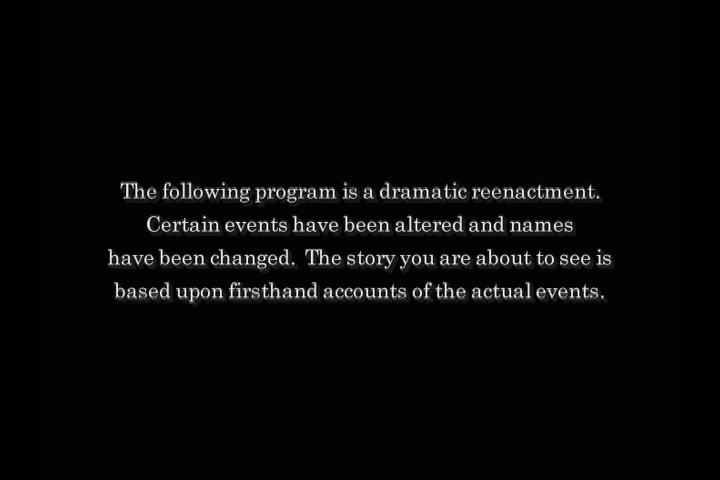 The following program is a dramatic reenactment.
Certain events have been altered and names
have been changed. The story you are about to see is
based upon firsthand accounts of the actual events.